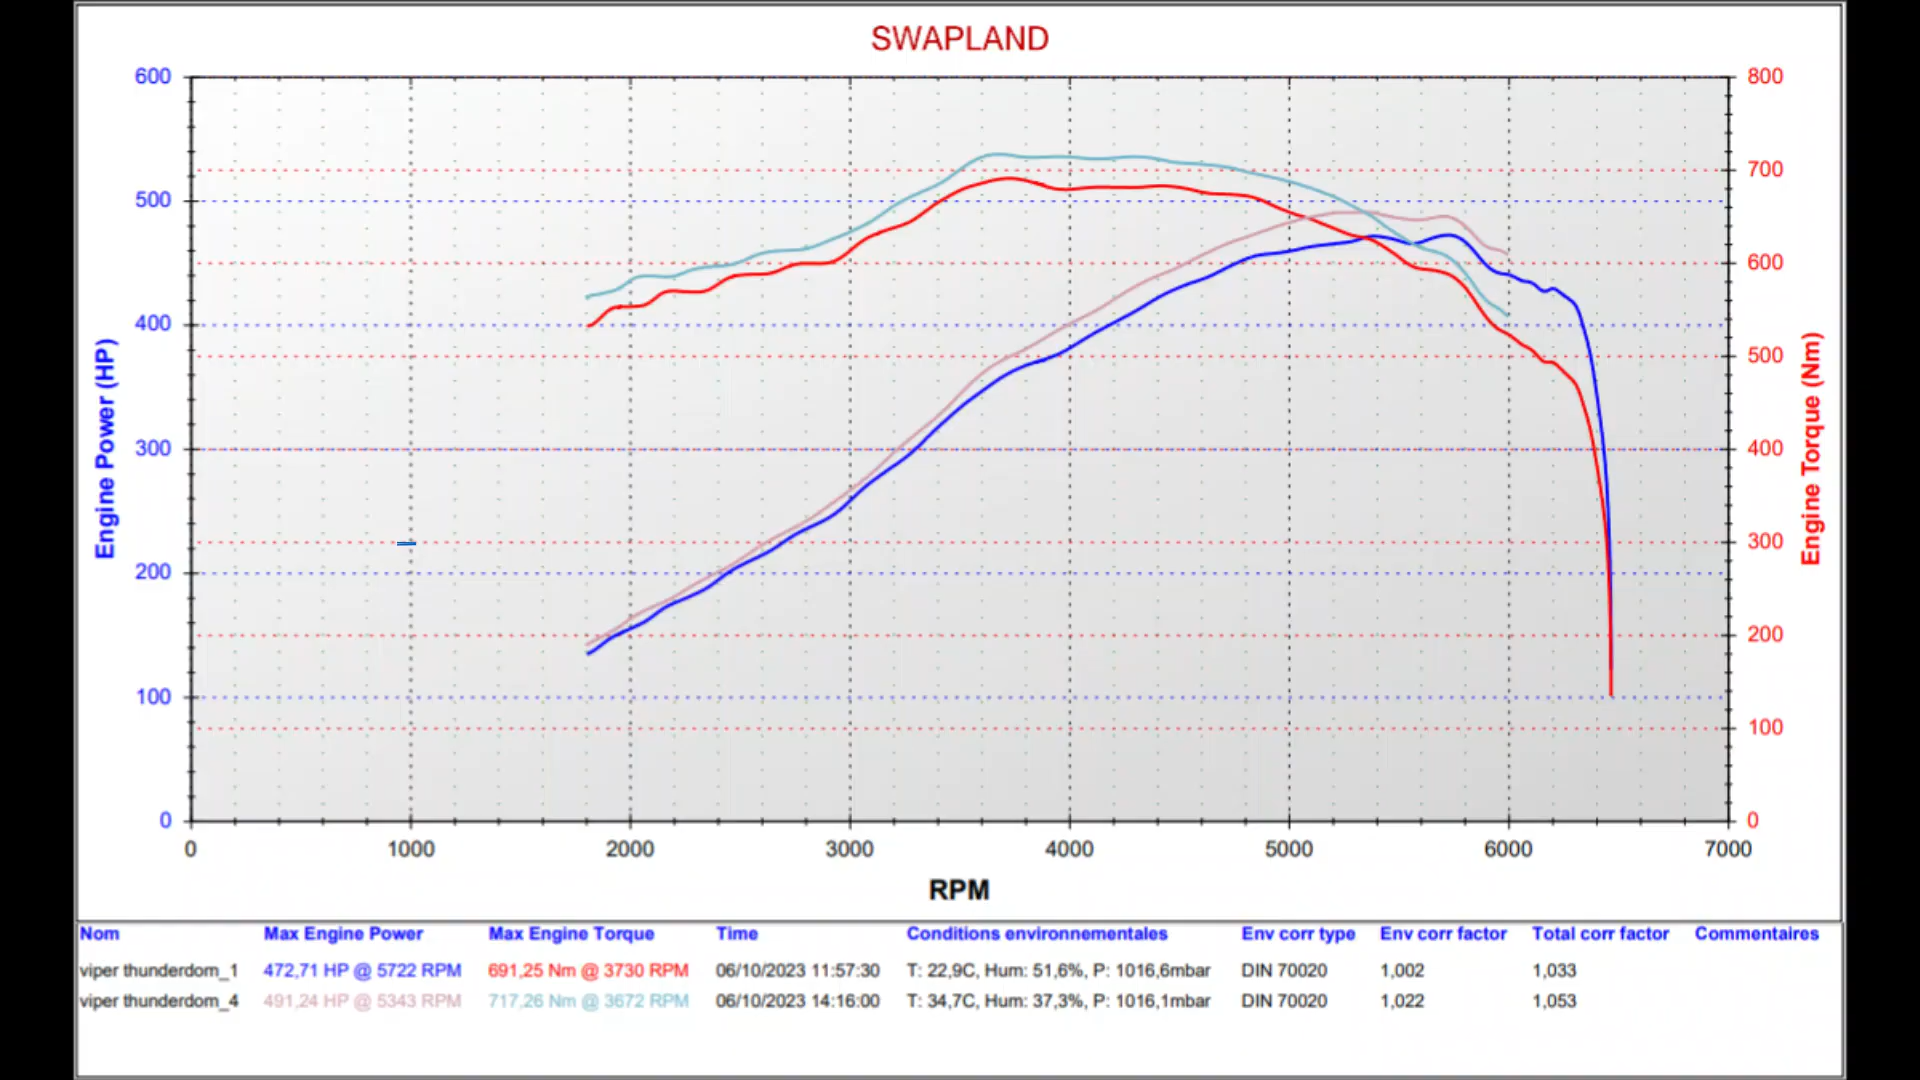 SWAPLAND
600
500
400
300
200
100
0
Engine Power (HP)
800
700
600
500
400
300
200
100
0
Engine Torque (Nm)
0 1000 2000 3000 4000 5000 6000 7000
RPM
Nom Max Engine Power Max Engine Torque Time Conditions environnementales Env corr type Env corr factor Total corr factor Commentaires
viper thunderdom_1 472,71 HP @ 5722 RPM 691,25 Nm @ 3730 RPM 06/10/2023 11:57:30 T: 22,9C, Hum: 51,6%, P: 1016,6mbar DIN 70020 1,002 1,033
viper thunderdom_4 491,24 HP @ 5343 RPM 717,26 Nm @ 3672 RPM 06/10/2023 14:16:00 T: 34,7C, Hum: 37,3%, P: 1016,1mbar DIN 70020 1,022 1,053